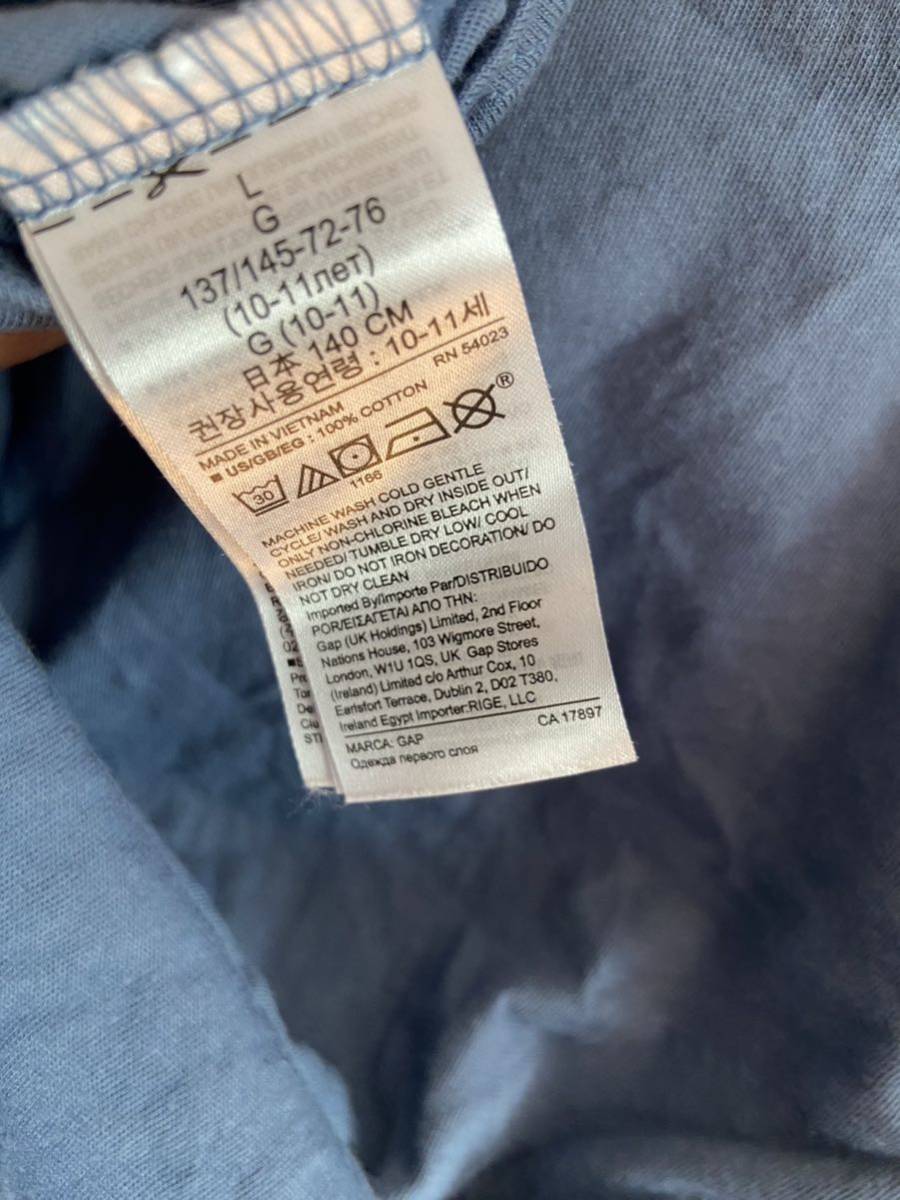 L
G
137/145-72-76
(10-11лет)
G (10-11)
日本 140 CM
권장사용연령 : 10-11세
RN 54023
MADE IN VIETNAM
■ US/GB/EG : 100% COTTON
30
®
1166
MACHINE WASH COLD GENTLE
CYCLE/ WASH AND DRY INSIDE OUT/
ONLY NON-CHLORINE BLEACH WHEN
NEEDED/ TUMBLE DRY LOW/ COOL
IRON/ DO NOT IRON DECORATION/ DO
NOT DRY CLEAN
Imported By/Importe Par/DISTRIBUIDO
POR/ΕΙΣΑΓΕΤΑΙ ΑΠΟ ΤΗΝ:
Gap (UK Holdings) Limited, 2nd Floor
Nations House, 103 Wigmore Street,
London, W1U 1QS, UK Gap Stores
(Ireland) Limited c/o Arthur Cox, 10
Earlsfort Terrace, Dublin 2, D02 T380,
Ireland Egypt Importer:RIGE, LLC
CA 17897
MARCA: GAP
Одежда первого слоя